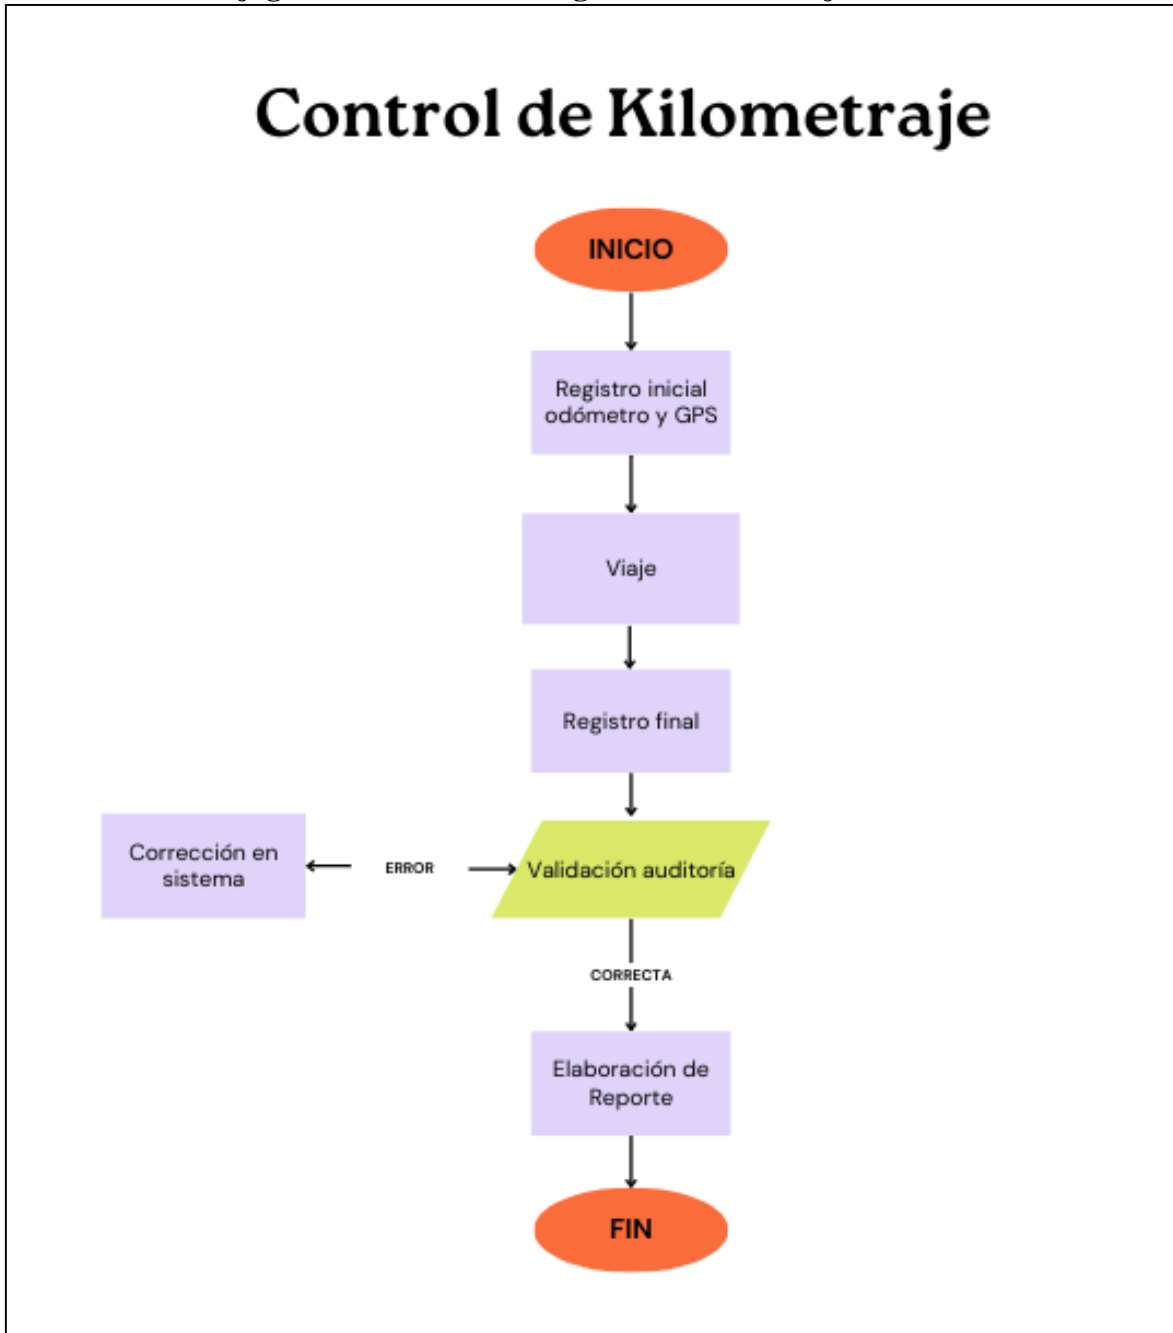 Control de Kilometraje
INICIO
Registro inicial
odómetro y GPS
Viaje
Registro final
Corrección en
sistema
ERROR
Validación auditoría
CORRECTA
Elaboración de
Reporte
FIN